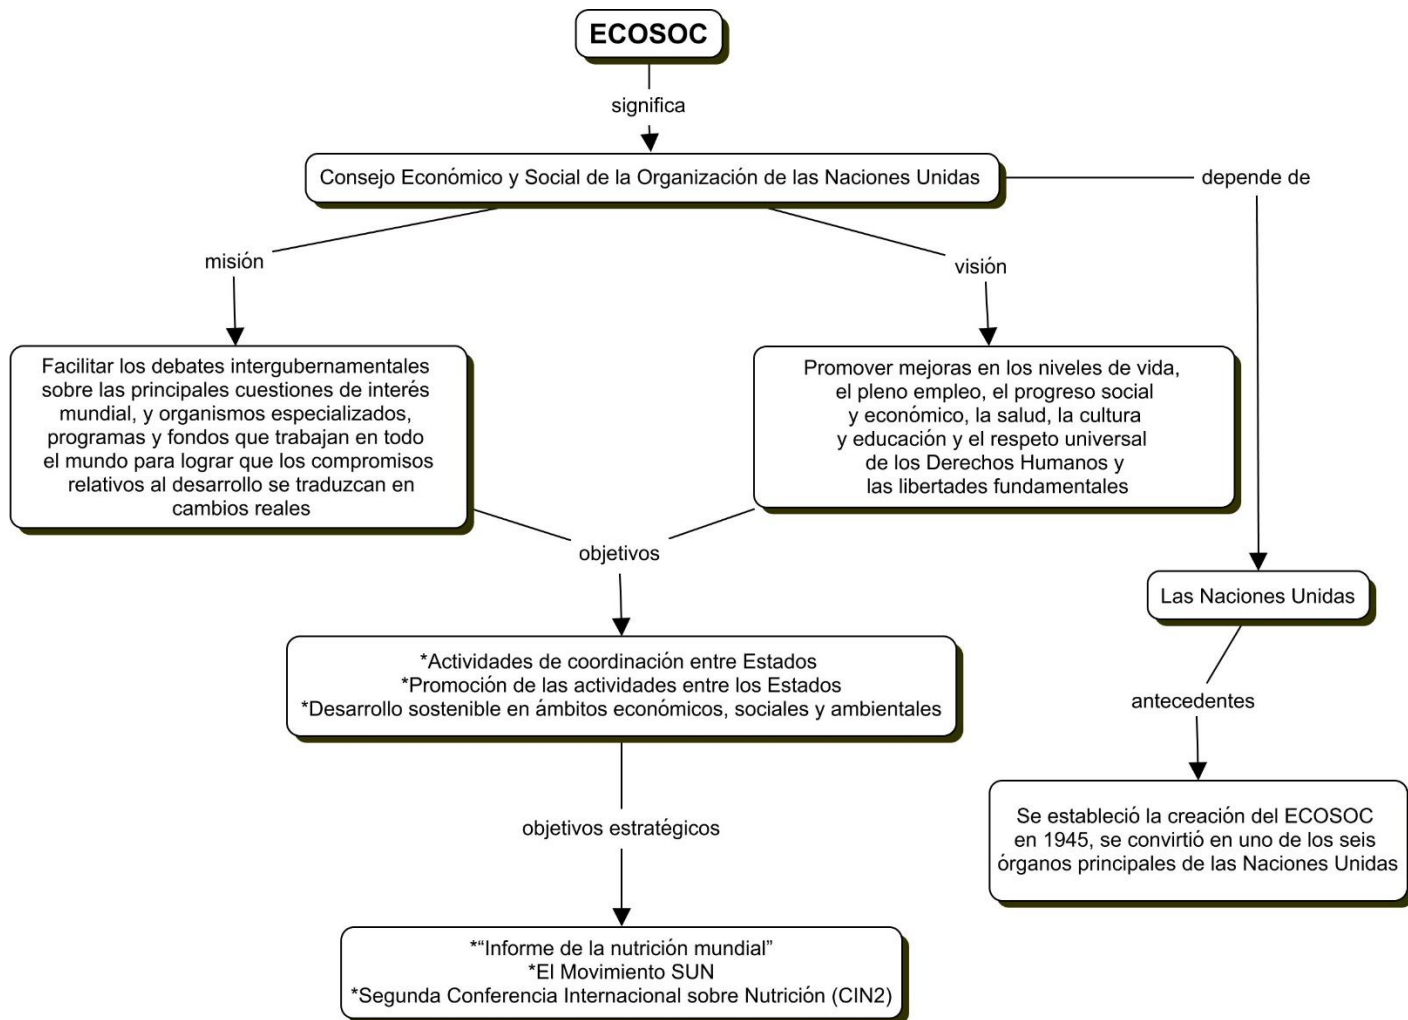 ECOSOC
significa
Consejo Económico y Social de la Organización de las Naciones Unidas
depende de
misión
visión
Facilitar los debates intergubernamentales
sobre las principales cuestiones de interés
mundial, y organismos especializados,
programas y fondos que trabajan en todo
el mundo para lograr que los compromisos
relativos al desarrollo se traduzcan en
cambios reales
Promover mejoras en los niveles de vida,
el pleno empleo, el progreso social
y económico, la salud, la cultura
y educación y el respeto universal
de los Derechos Humanos y
las libertades fundamentales
objetivos
Las Naciones Unidas
*Actividades de coordinación entre Estados
*Promoción de las actividades entre los Estados
*Desarrollo sostenible en ámbitos económicos, sociales y ambientales
antecedentes
Se estableció la creación del ECOSOC
en 1945, se convirtió en uno de los seis
órganos principales de las Naciones Unidas
objetivos estratégicos
*“Informe de la nutrición mundial”
*El Movimiento SUN
*Segunda Conferencia Internacional sobre Nutrición (CIN2)